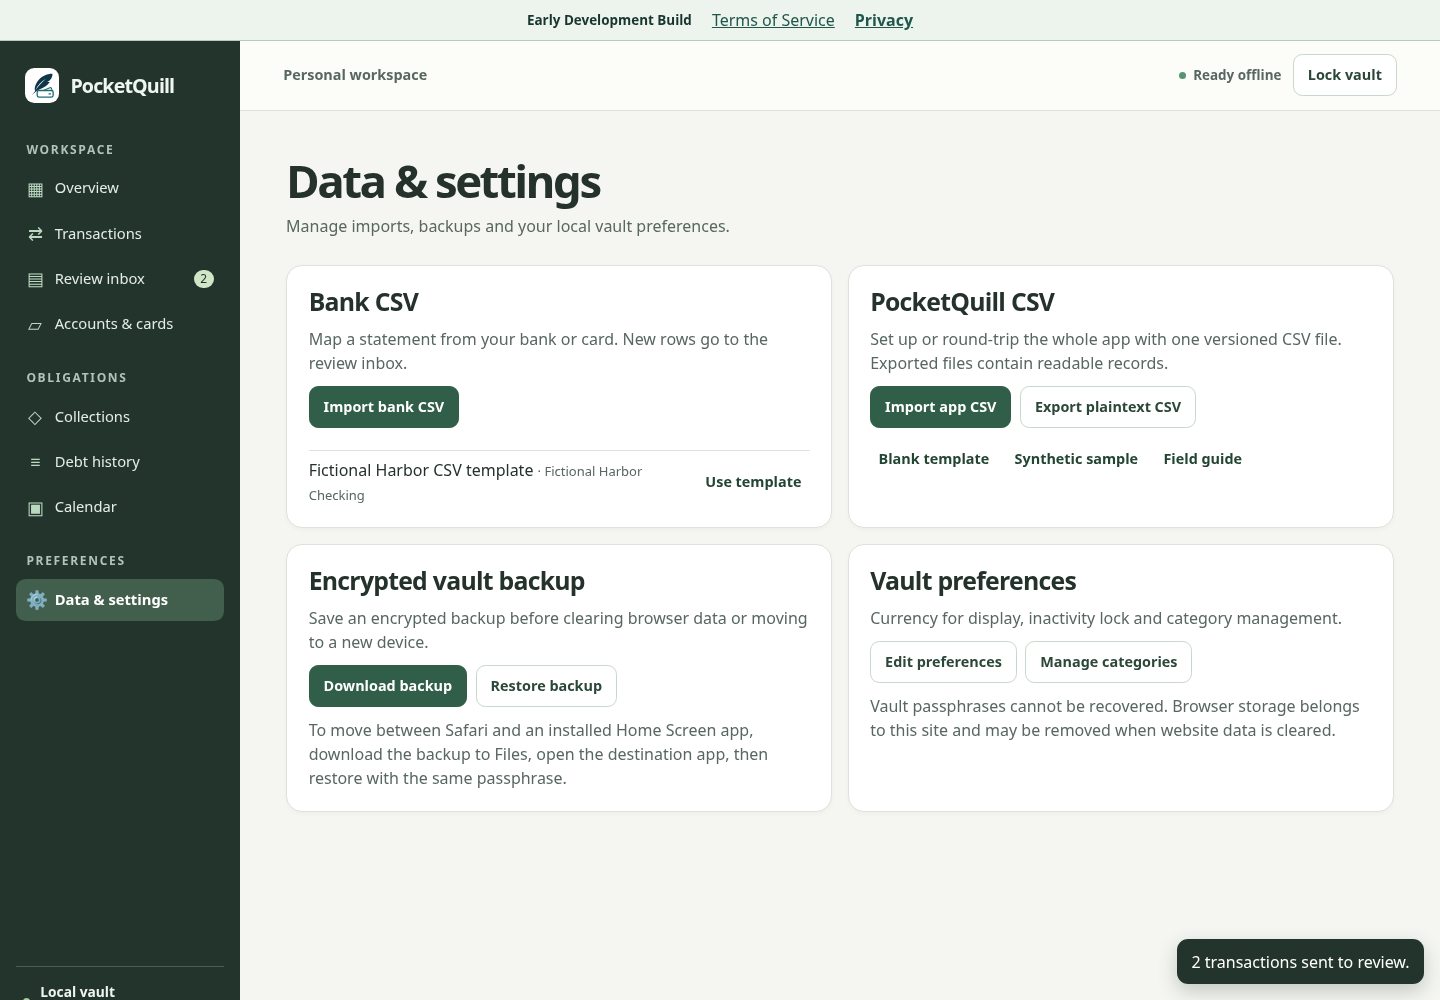 Early Development Build Terms of Service Privacy
PocketQuill
Personal workspace
Ready offline
Lock vault
WORKSPACE
Overview
Transactions
Review inbox 2
Accounts & cards
OBLIGATIONS
Collections
Debt history
Calendar
PREFERENCES
Data & settings
Local vault
Data & settings
Manage imports, backups and your local vault preferences.
Bank CSV
Map a statement from your bank or card. New rows go to the
review inbox.
Import bank CSV
Fictional Harbor CSV template · Fictional Harbor
Checking
Use template
PocketQuill CSV
Set up or round-trip the whole app with one versioned CSV file.
Exported files contain readable records.
Import app CSV Export plaintext CSV
Blank template Synthetic sample Field guide
Encrypted vault backup
Save an encrypted backup before clearing browser data or moving
to a new device.
Download backup Restore backup
To move between Safari and an installed Home Screen app,
download the backup to Files, open the destination app, then
restore with the same passphrase.
Vault preferences
Currency for display, inactivity lock and category management.
Edit preferences Manage categories
Vault passphrases cannot be recovered. Browser storage belongs
to this site and may be removed when website data is cleared.
2 transactions sent to review.